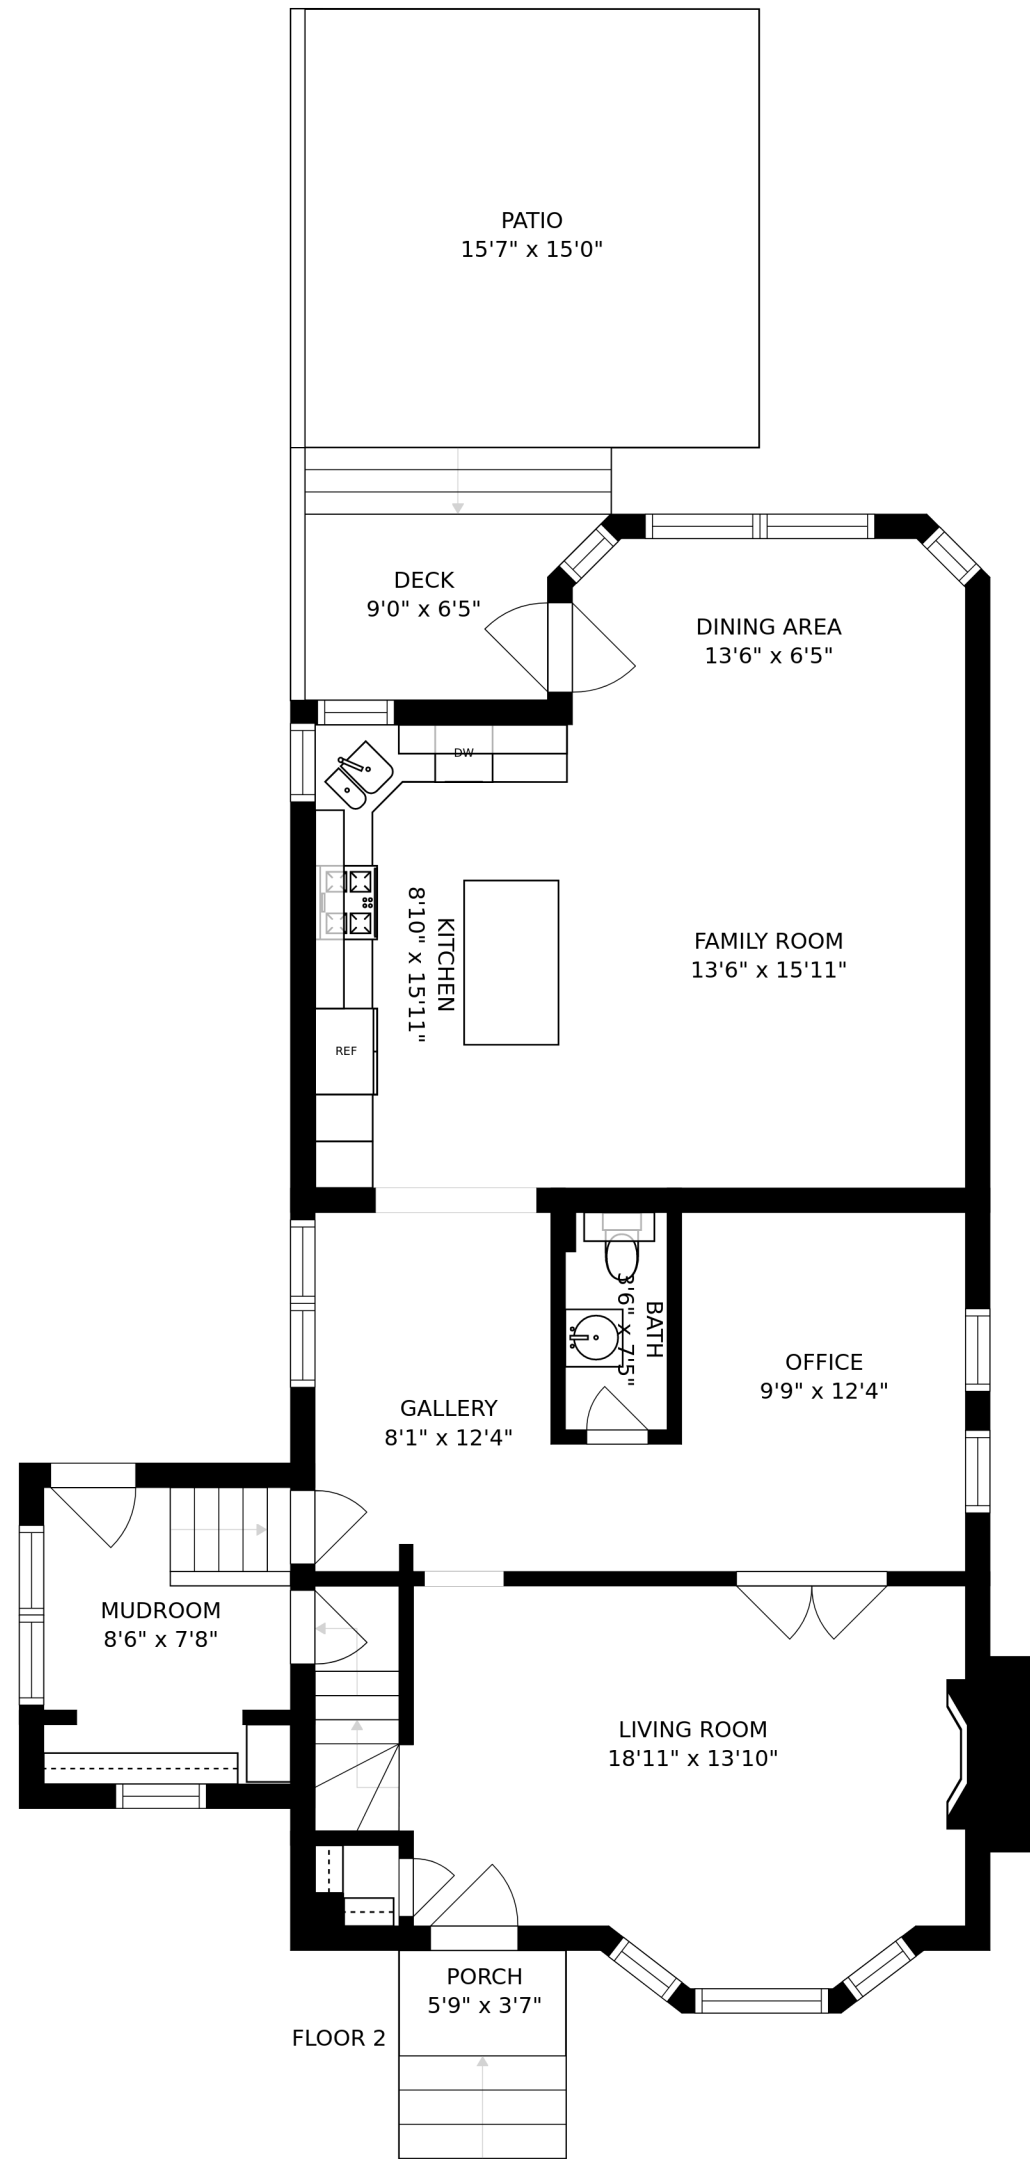 PATIO
15'7" x 15'0"
DECK
9'0" x 6'5"
DINING AREA
13'6" x 6'5"
DW
KITCHEN
8'10" x 15'11"
FAMILY ROOM
13'6" x 15'11"
REF
BATH
3'6" x 7'5"
OFFICE
9'9" x 12'4"
GALLERY
8'1" x 12'4"
MUDROOM
8'6" x 7'8"
LIVING ROOM
18'11" x 13'10"
PORCH
5'9" x 3'7"
FLOOR 2